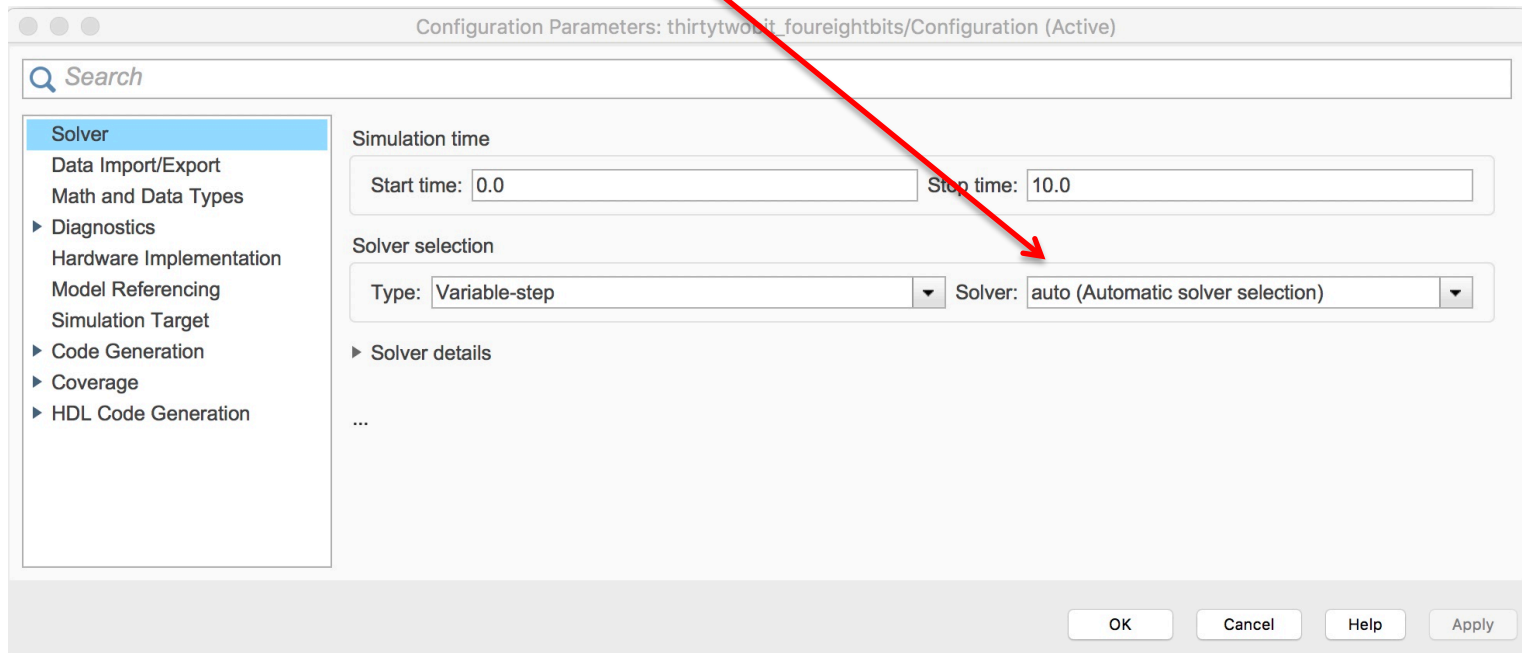 Configuration Parameters: thirtytwobit_foureightbits/Configuration (Active)
Search
Solver
Data Import/Export
Math and Data Types
Diagnostics
Hardware Implementation
Model Referencing
Simulation Target
Code Generation
Coverage
HDL Code Generation
Simulation time
Start time: 0.0 Stop time: 10.0
Solver selection
Type: Variable-step Solver: auto (Automatic solver selection)
Solver details
...
OK Cancel Help Apply